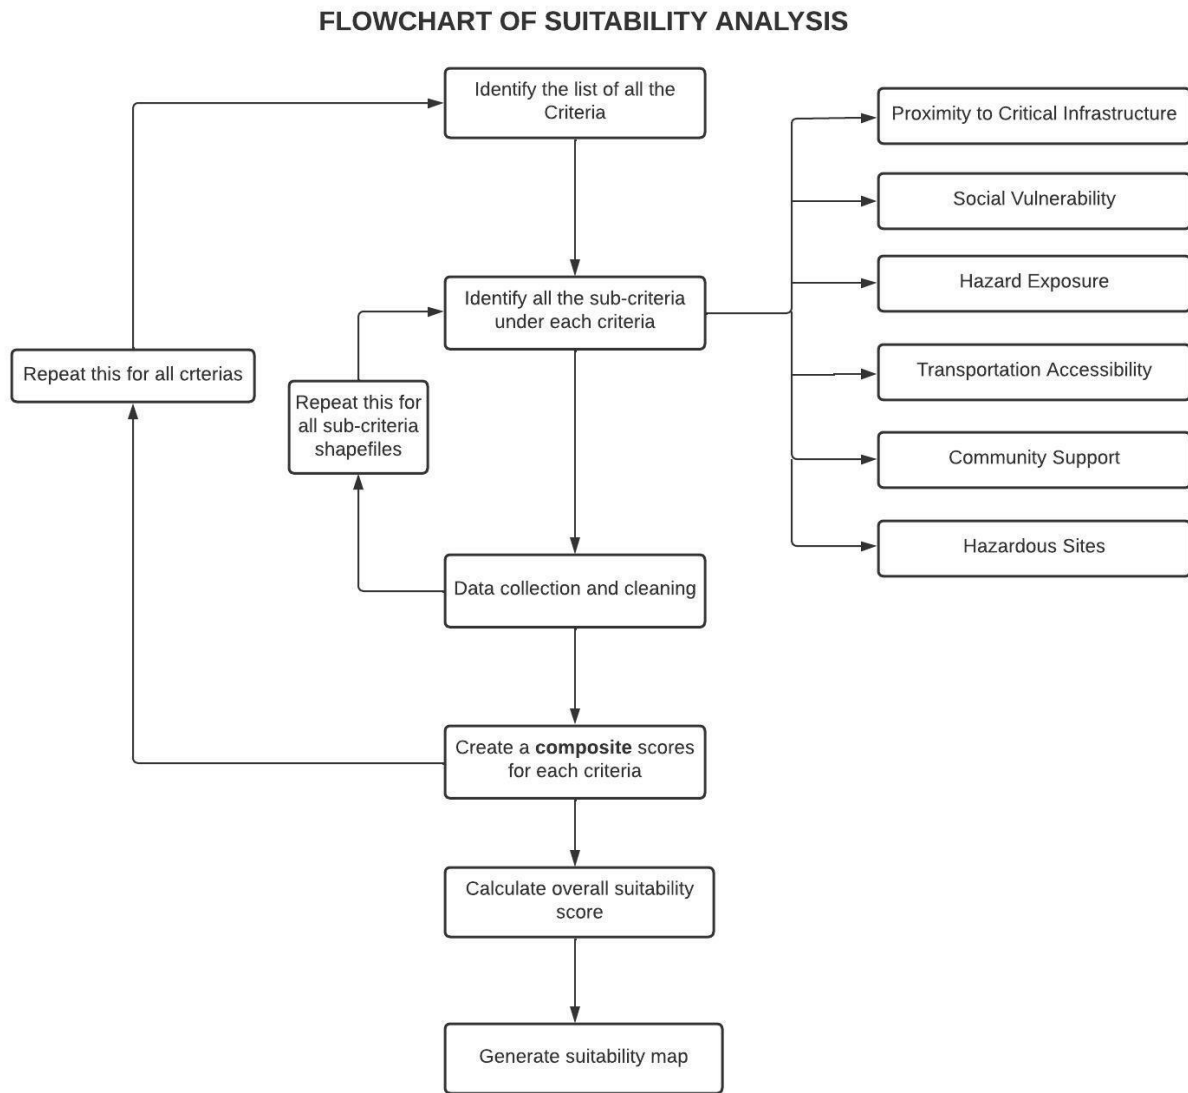 FLOWCHART OF SUITABILITY ANALYSIS
Identify the list of all the
Criteria
Proximity to Critical Infrastructure
Social Vulnerability
Hazard Exposure
Identify all the sub-criteria
under each criteria
Repeat this for all crterias
Repeat this for
all sub-criteria
shapefiles
Transportation Accessibility
Community Support
Hazardous Sites
Data collection and cleaning
Create a composite scores
for each criteria
Calculate overall suitability
score
Generate suitability map